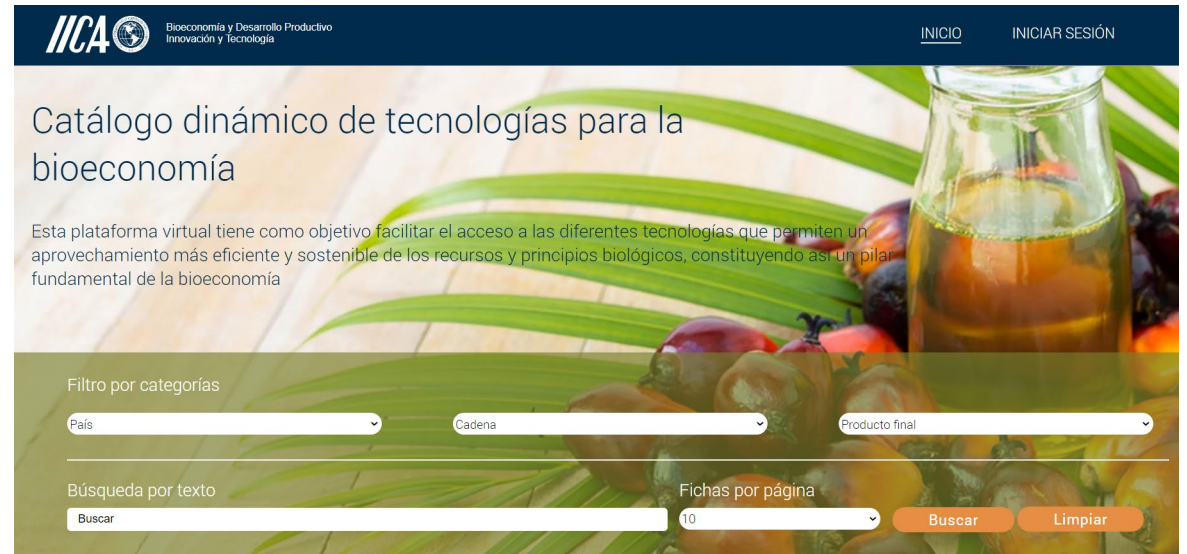 IICA
Bioeconomía y Desarrollo Productivo
Innovación y Tecnología
INICIO
INICIAR SESIÓN
Catálogo dinámico de tecnologías para la
bioeconomía
Esta plataforma virtual tiene como objetivo facilitar el acceso a las diferentes tecnologías que permiten un
aprovechamiento más eficiente y sostenible de los recursos y principios biológicos, constituyendo así un pilar
fundamental de la bioeconomía
Filtro por categorías
País
Cadena
Producto final
Búsqueda por texto
Fichas por página
Buscar
10
Buscar
Limpiar